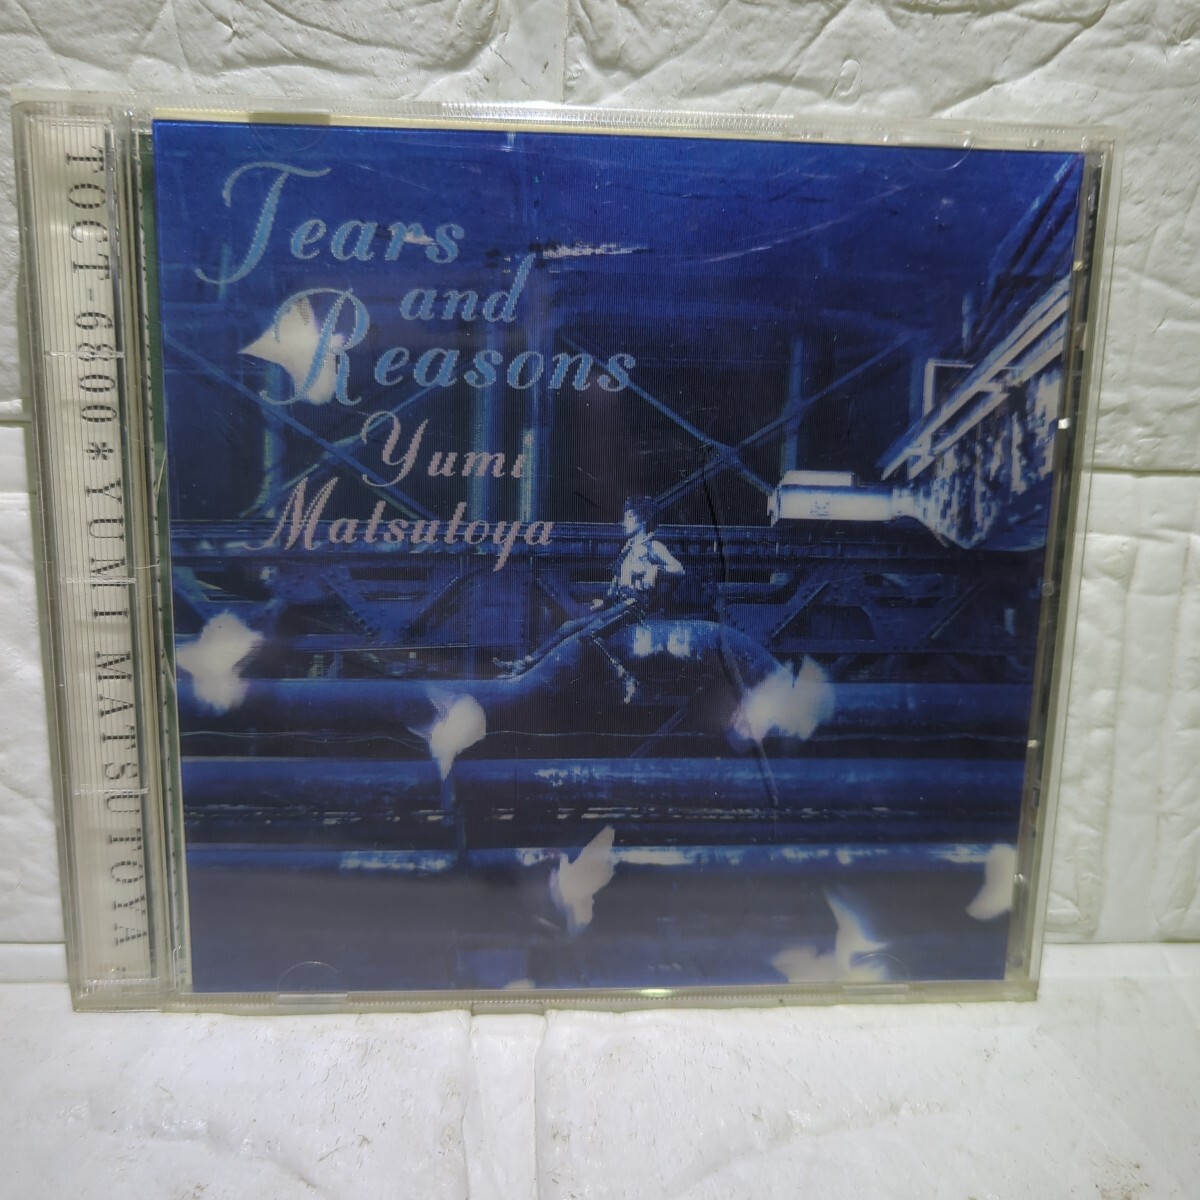 TOCT-6800*YUMI MATSUTOYA
Tears
and
Reasons
Yumi
Matsutoya